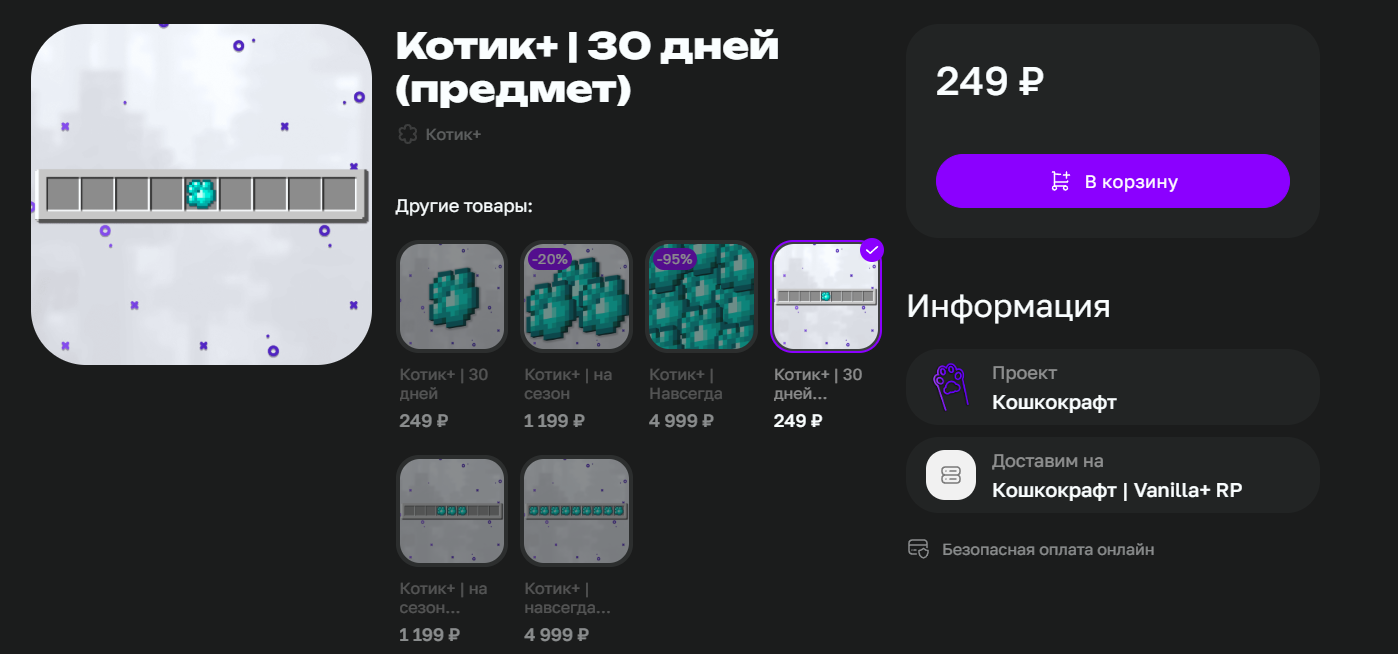 Котик+ | 30 дней
(предмет)
Котик+
Другие товары:
-20%
-95%
Котик+ | 30
дней
249 ₽
Котик+ | на
сезон
1 199 ₽
Котик+ |
Навсегда
4 999 ₽
Котик+ | 30
дней...
249 ₽
Котик+ | на
сезон...
1 199 ₽
Котик+ |
навсегда...
4 999 ₽
249 ₽
В корзину
Информация
Проект
Кошкокрафт
Доставим на
Кошкокрафт | Vanilla+ RP
Безопасная оплата онлайн